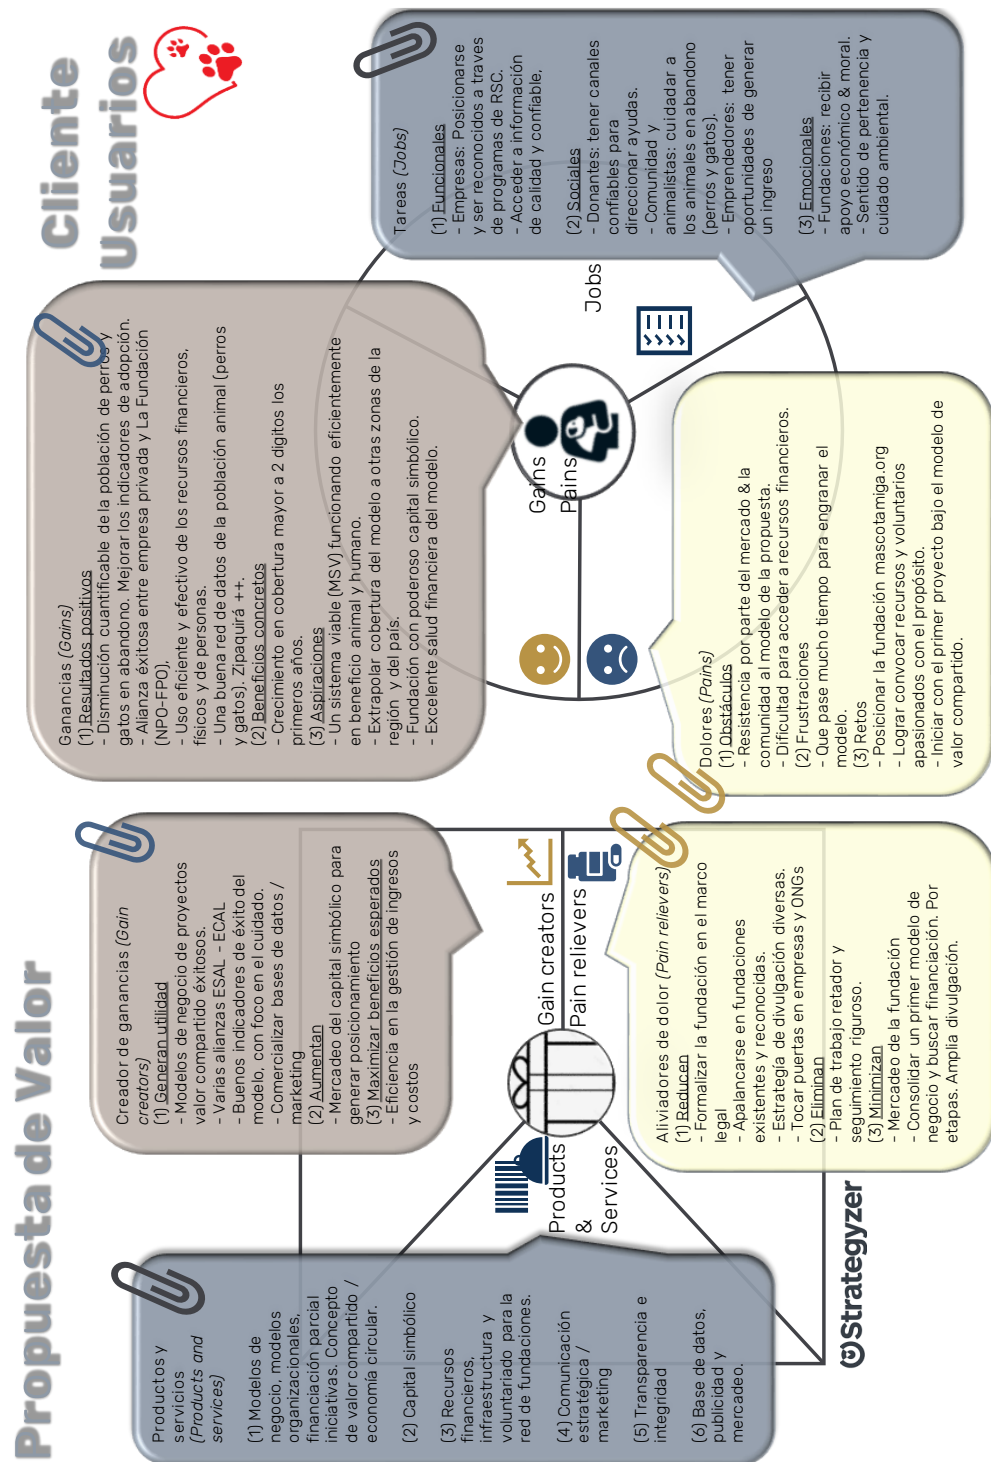 Propuesta de Valor
Cliente
Usuarios
Productos y
servicios
(Products and
services)
(1) Modelos de
negocio, modelos
organizacionales,
financiación parcial
iniciativas. Concepto
de valor compartido /
economía circular.
(2) Capital simbólico
(3) Recursos
financieros,
infraestructura y
voluntariado para la
red de fundaciones.
(4) Comunicación
estratégica /
marketing
(5) Transparencia e
integridad
(6) Base de datos,
publicidad y
mercadeo.
Creador de ganancias (Gain
creators)
(1) Generan utilidad
- Modelos de negocio de proyectos
valor compartido éxitosos.
- Varias alianzas ESAL - ECAL
- Buenos indicadores de éxito del
modelo, con foco en el cuidado.
- Comercializar bases de datos /
marketing
(2) Aumentan
- Mercadeo del capital simbólico para
generar posicionamiento
(3) Maximizar beneficios esperados
- Eficiencia en la gestión de ingresos
y costos
Products
&
Services
Gain creators
Pain relievers
Aliviadores de dolor (Pain relievers)
(1) Reducen
- Formalizar la fundación en el marco
legal
- Apalancarse en fundaciones
existentes y reconocidas.
- Estrategía de divulgación diversas.
- Tocar puertas en empresas y ONGs
(2) Eliminan
- Plan de trabajo retador y
seguimiento riguroso.
(3) Minimizan
- Mercadeo de la fundación
- Consolidar un primer modelo de
negocio y buscar financiación. Por
etapas. Amplia divulgación.
Strategyzer
Ganancias (Gains)
(1) Resultados positivos
- Disminución cuantificable de la población de perros y
gatos en abandono. Mejorar los indicadores de adopción.
- Alianza éxitosa entre empresa privada y La Fundación
(NPO-FPO),
- Uso eficiente y efectivo de los recursos financieros,
físicos y de personas.
- Una buena red de datos de la población animal (perros
y gatos). Zipaquirá ++.
(2) Beneficios concretos
- Crecimiento en cobertura mayor a 2 digitos los
primeros años.
(3) Aspiraciones
- Un sistema viable (MSV) funcionando eficientemente
en beneficio animal y humano.
- Extrapolar cobertura del modelo a otras zonas de la
región y del país.
- Fundación con poderoso capital simbólico.
- Excelente salud financiera del modelo.
Gains
Pains
Jobs
Dolores (Pains)
(1) Obstáculos
- Resistencia por parte del mercado & la
comunidad al modelo de la propuesta.
- Dificultad para acceder a recursos financieros.
(2) Frustraciones
- Que pase mucho tiempo para engranar el
modelo.
(3) Retos
- Posicionar la fundación mascotamiga.org
- Lograr convocar recursos y voluntarios
apasionados con el propósito.
- Iniciar con el primer proyecto bajo el modelo de
valor compartido.
Tareas (Jobs)
(1) Funcionales
- Empresas: Posicionarse
y ser reconocidos a traves
de programas de RSC.
- Acceder a información
de calidad y confiable,
(2) Sociales
- Donantes: tener canales
confiables para
direccionar ayudas.
- Comunidad y
animalistas: cuidadar a
los animales en abandono
(perros y gatos).
- Emprendedores: tener
oportunidades de generar
un ingreso
(3) Emocionales
- Fundaciones: recibir
apoyo económico & moral.
- Sentido de pertenencia y
cuidado ambiental.